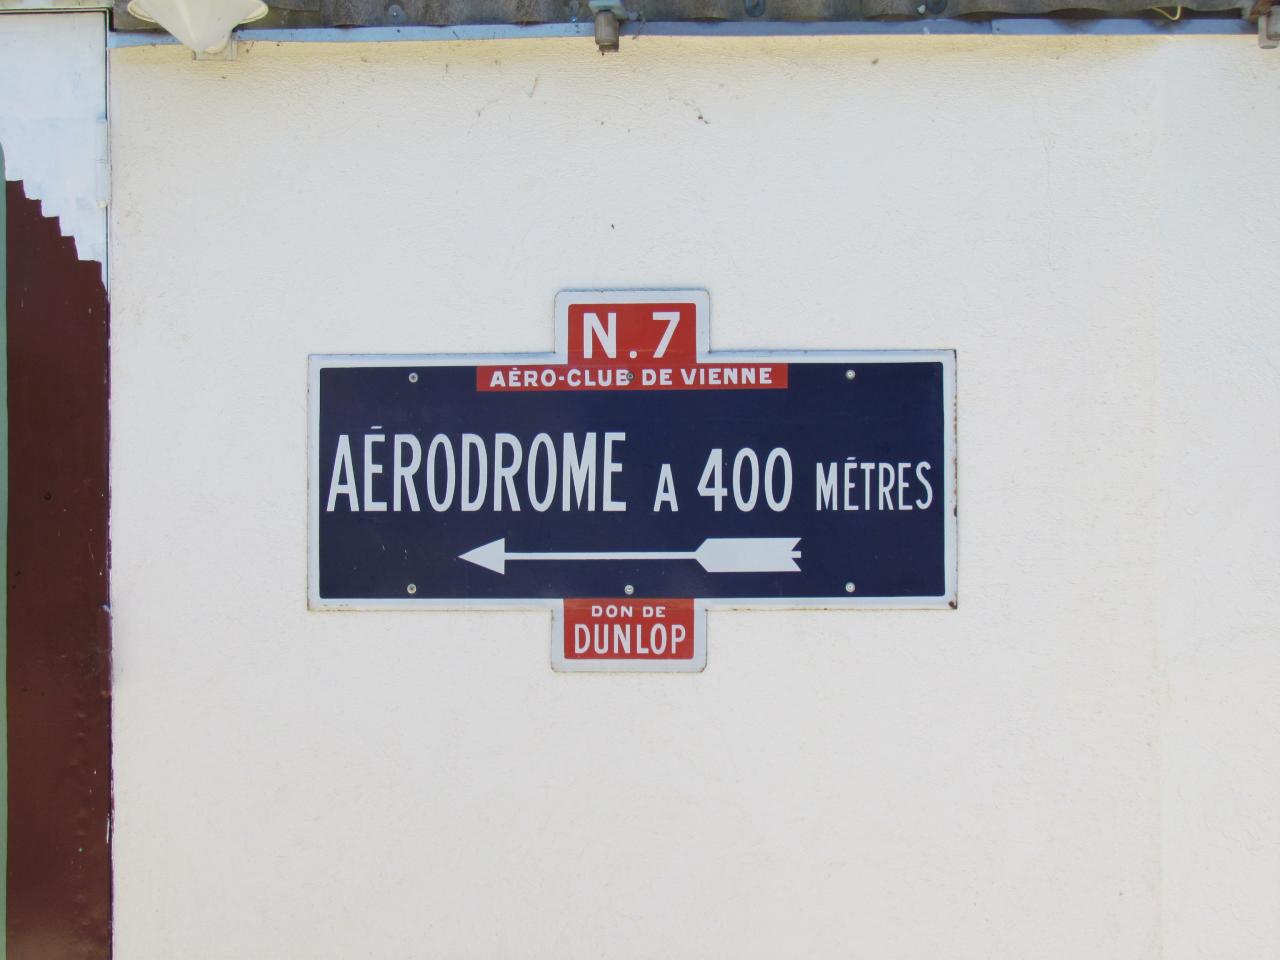 N.7
AÉRO-CLUB DE VIENNE
AÉRODROME A 400 MÉTRES
DON DE
DUNLOP